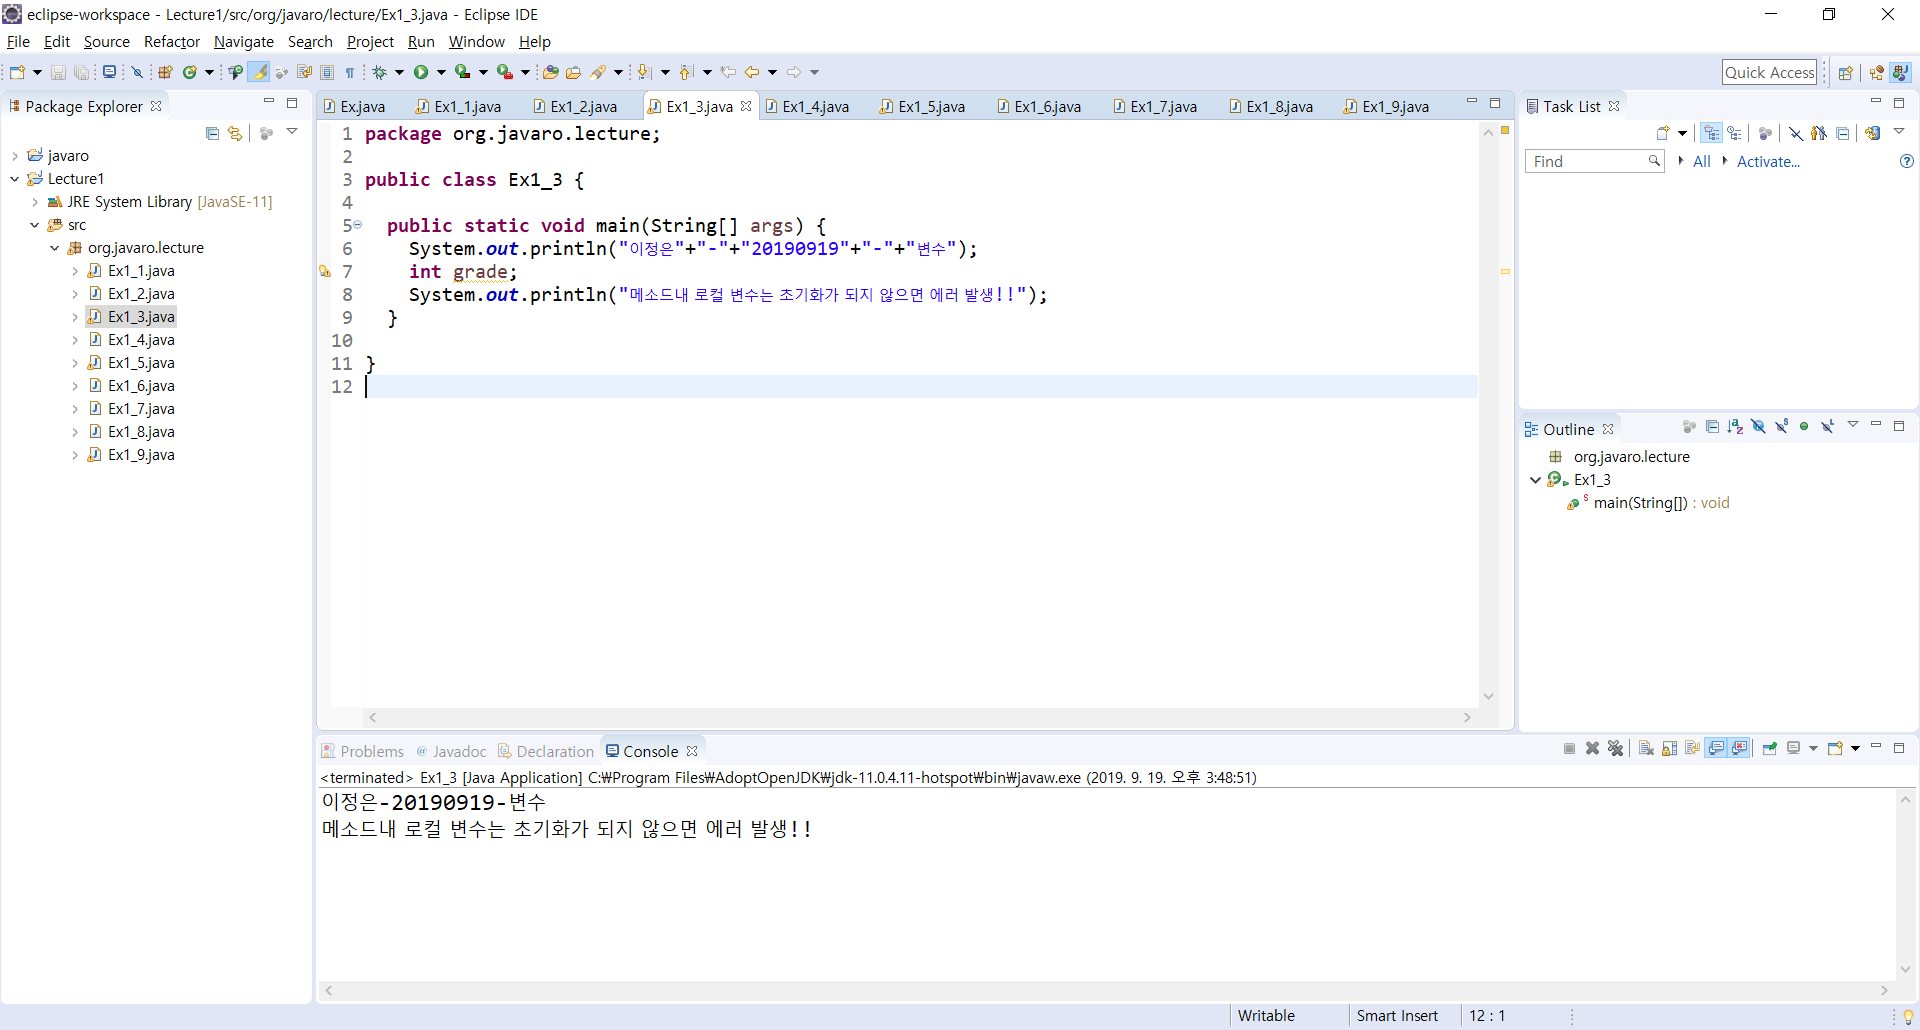 eclipse-workspace - Lecture1/src/org/javaro/lecture/Ex1_3.java - Eclipse IDE
File Edit Source Refactor Navigate Search Project Run Window Help
Quick Access
Package Explorer
javaro
Lecture1
JRE System Library [JavaSE-11]
src
org.javaro.lecture
Ex1_1.java
Ex1_2.java
Ex1_3.java
Ex1_4.java
Ex1_5.java
Ex1_6.java
Ex1_7.java
Ex1_8.java
Ex1_9.java
Ex.java Ex1_1.java Ex1_2.java Ex1_3.java Ex1_4.java Ex1_5.java Ex1_6.java Ex1_7.java Ex1_8.java Ex1_9.java
1 package org.javaro.lecture;
2
3 public class Ex1_3 {
4
5 public static void main(String[] args) {
6 System.out.println("이정은"+"-"+"20190919"+"-"+"변수");
7 int grade;
8 System.out.println("메소드내 로컬 변수는 초기화가 되지 않으면 에러 발생!!");
9 }
10
11 }
12
Task List
Find
All Activate...
Outline
org.javaro.lecture
Ex1_3
main(String[]) : void
Problems Javadoc Declaration Console
<terminated> Ex1_3 [Java Application] C:₩Program Files₩AdoptOpenJDK₩jdk-11.0.4.11-hotspot₩bin₩javaw.exe (2019. 9. 19. 오후 3:48:51)
이정은-20190919-변수
메소드내 로컬 변수는 초기화가 되지 않으면 에러 발생!!
Writable Smart Insert 12 : 1